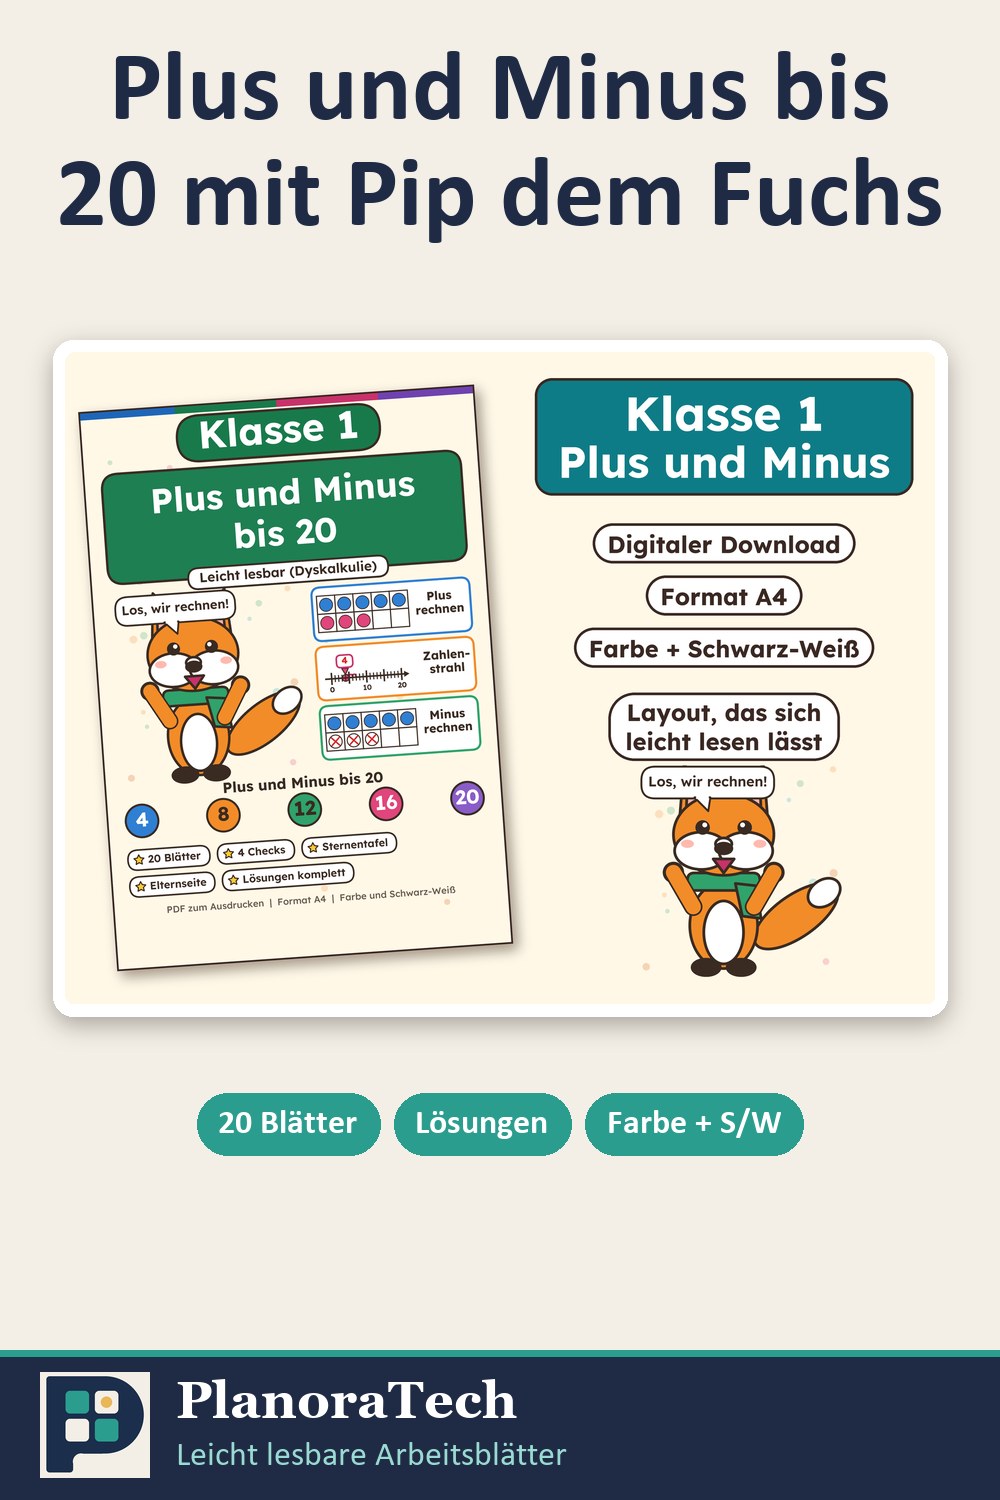 Plus und Minus bis
20 mit Pip dem Fuchs
Klasse 1
Plus und Minus
bis 20
Leicht lesbar (Dyskalkulie)
Los, wir rechnen!
Plus
rechnen
4
Zahlen-
strahl
0 10 20
Minus
rechnen
Plus und Minus bis 20
4 8 12 16 20
20 Blätter 4 Checks Sternentafel
Elternseite Lösungen komplett
PDF zum Ausdrucken | Format A4 | Farbe und Schwarz-Weiß
Klasse 1
Plus und Minus
Digitaler Download
Format A4
Farbe + Schwarz-Weiß
Layout, das sich
leicht lesen lässt
Los, wir rechnen!
20 Blätter Lösungen Farbe + S/W
PlanoraTech
Leicht lesbare Arbeitsblätter